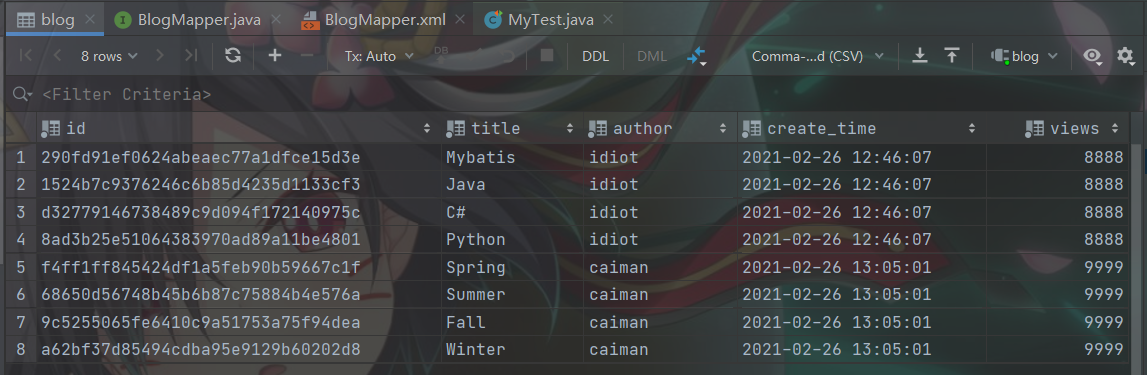 blog BlogMapper.java BlogMapper.xml MyTest.java
8 rows Tx: Auto DB DDL DML Comma-...d (CSV) blog
<Filter Criteria>
id title author create_time views
1 290fd91ef0624abeaec77a1dfce15d3e Mybatis idiot 2021-02-26 12:46:07 8888
2 1524b7c9376246c6b85d4235d1133cf3 Java idiot 2021-02-26 12:46:07 8888
3 d32779146738489c9d094f172140975c C# idiot 2021-02-26 12:46:07 8888
4 8ad3b25e51064383970ad89a11be4801 Python idiot 2021-02-26 12:46:07 8888
5 f4ff1ff845424df1a5feb90b59667c1f Spring caiman 2021-02-26 13:05:01 9999
6 68650d56748b45b6b87c75884b4e576a Summer caiman 2021-02-26 13:05:01 9999
7 9c5255065fe6410c9a51753a75f94dea Fall caiman 2021-02-26 13:05:01 9999
8 a62bf37d85494cdba95e9129b60202d8 Winter caiman 2021-02-26 13:05:01 9999